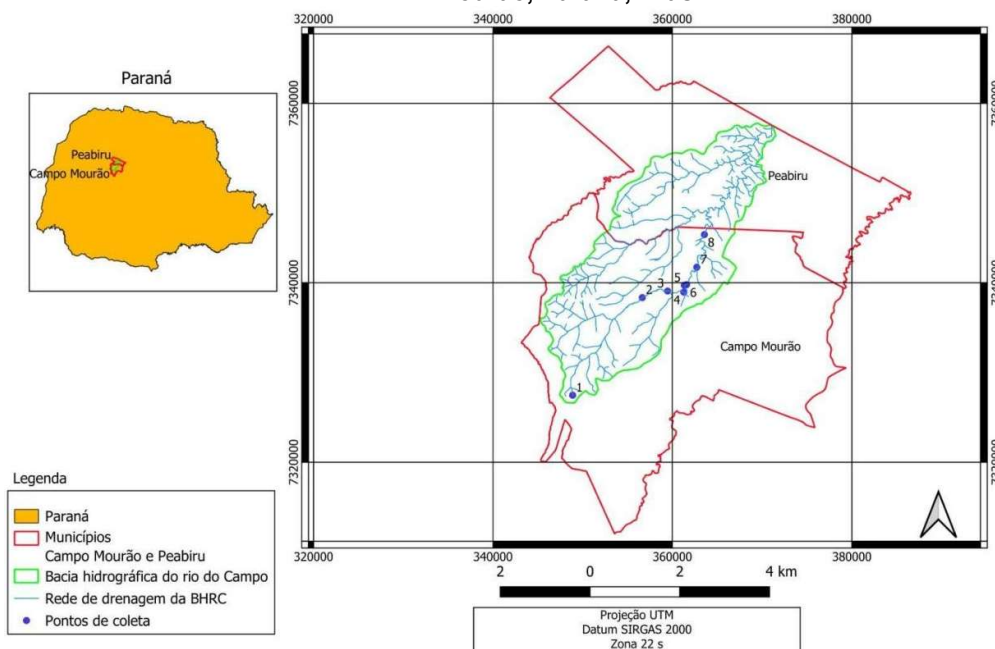 320000
340000
360000
380000
Paraná
Peabiru
Campo Mourão
7360000
7340000
7320000
7360000
7340000
7320000
Peabiru
8
7
5
3
2
6
4
Campo Mourão
1
320000
340000
360000
380000
Legenda
Paraná
Municípios
Campo Mourão e Peabiru
Bacia hidrográfica do rio do Campo
Rede de drenagem da BHRC
Pontos de coleta
2 0 2 4 km
Projeção UTM
Datum SIRGAS 2000
Zona 22 s